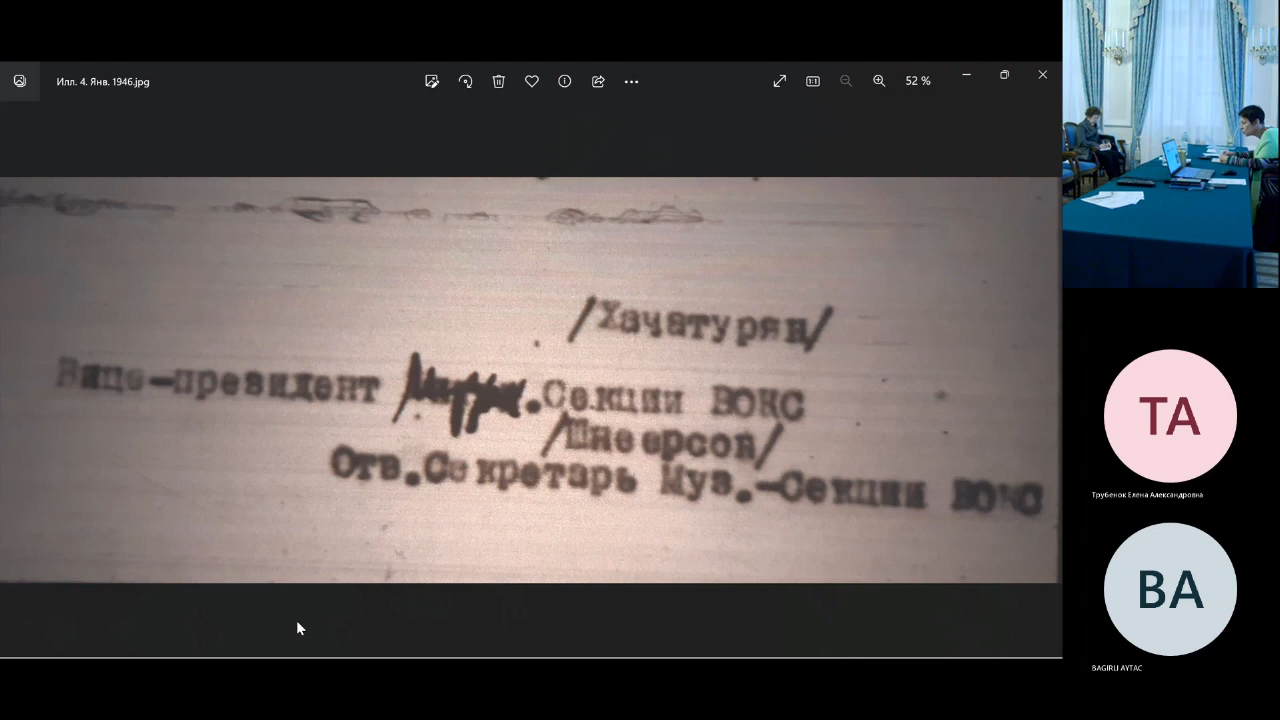 Илл. 4. Янв. 1946.jpg
52 %
/Хачатурян/
Вице-президент .Секции ВОКС
/Шнеерсон/
Отв.Секретарь Муз.-Секции ВОКС
ТА
Трубенок Елена Александровна
BA
BAGIRLI AYTAC